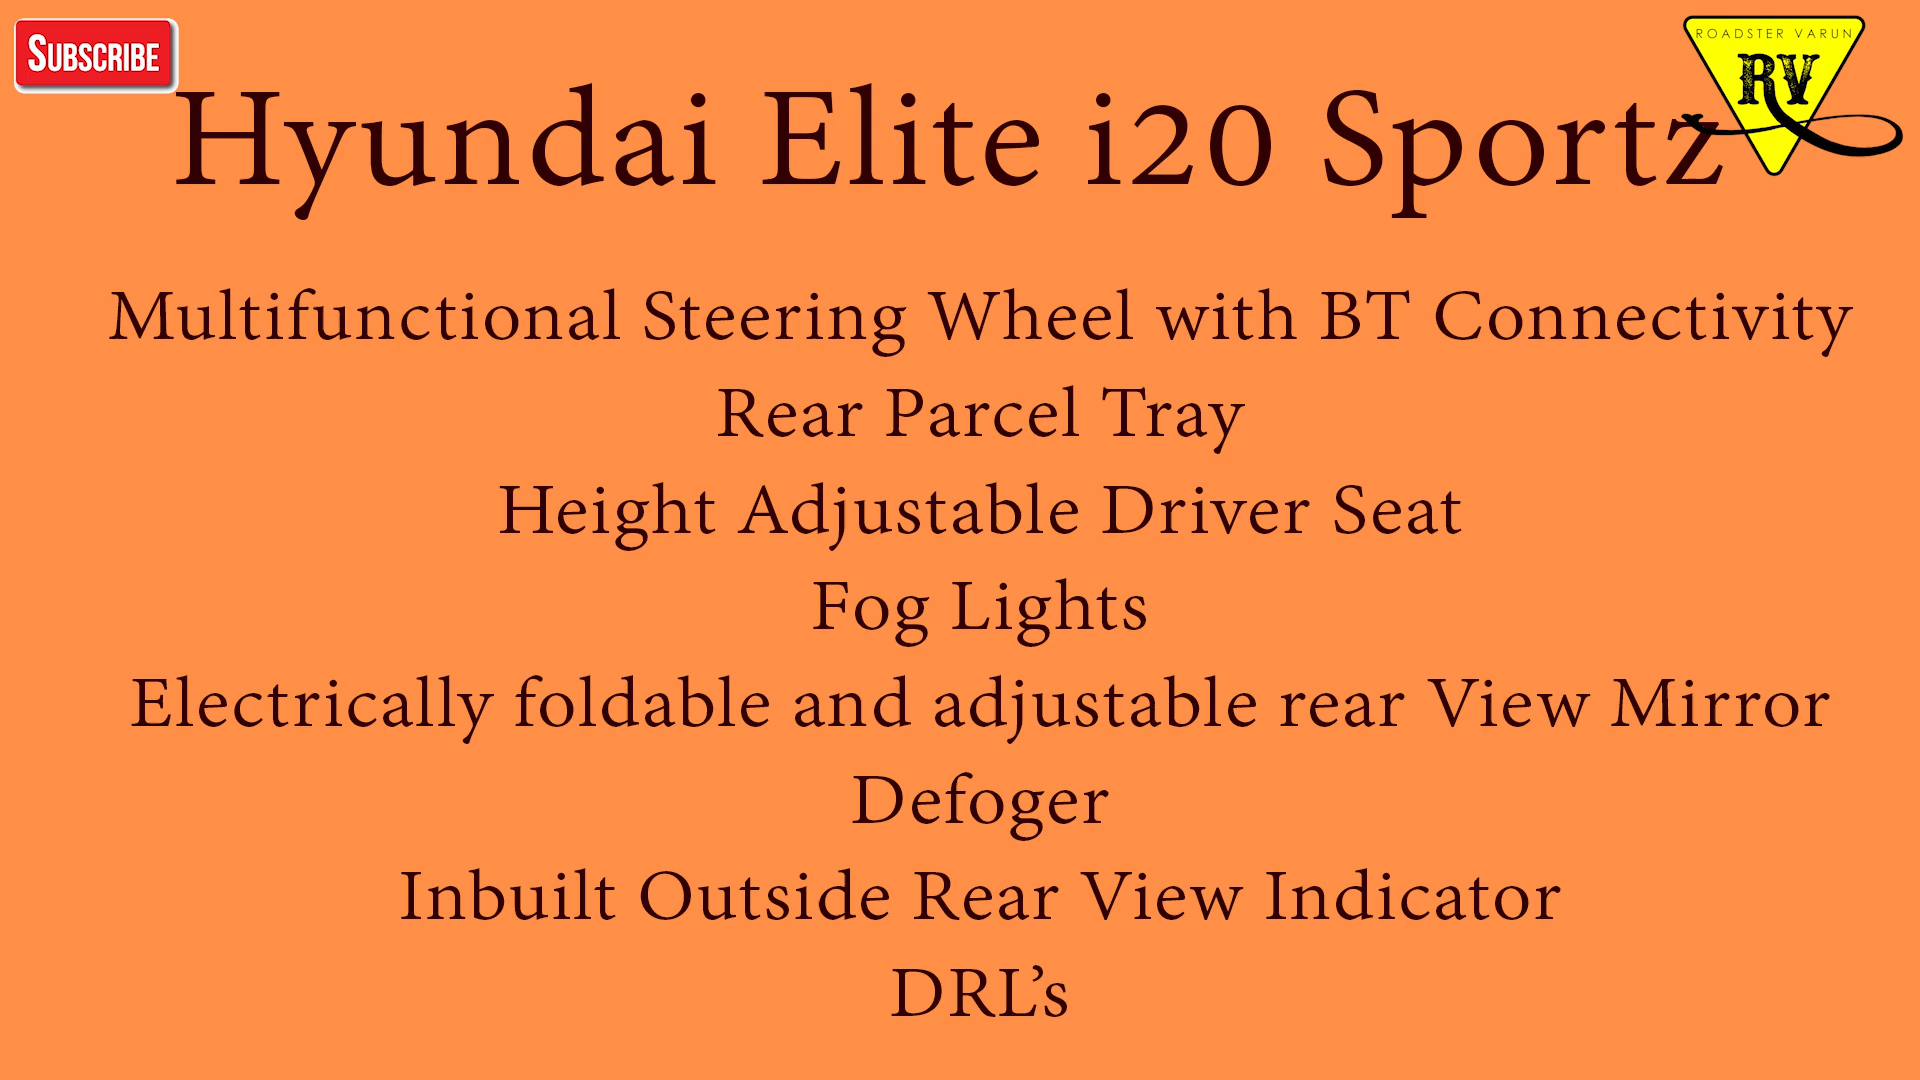 SUBSCRIBE
ROADSTER VARUN
RV
Hyundai Elite i20 Sportz
Multifunctional Steering Wheel with BT Connectivity
Rear Parcel Tray
Height Adjustable Driver Seat
Fog Lights
Electrically foldable and adjustable rear View Mirror
Defoger
Inbuilt Outside Rear View Indicator
DRL’s